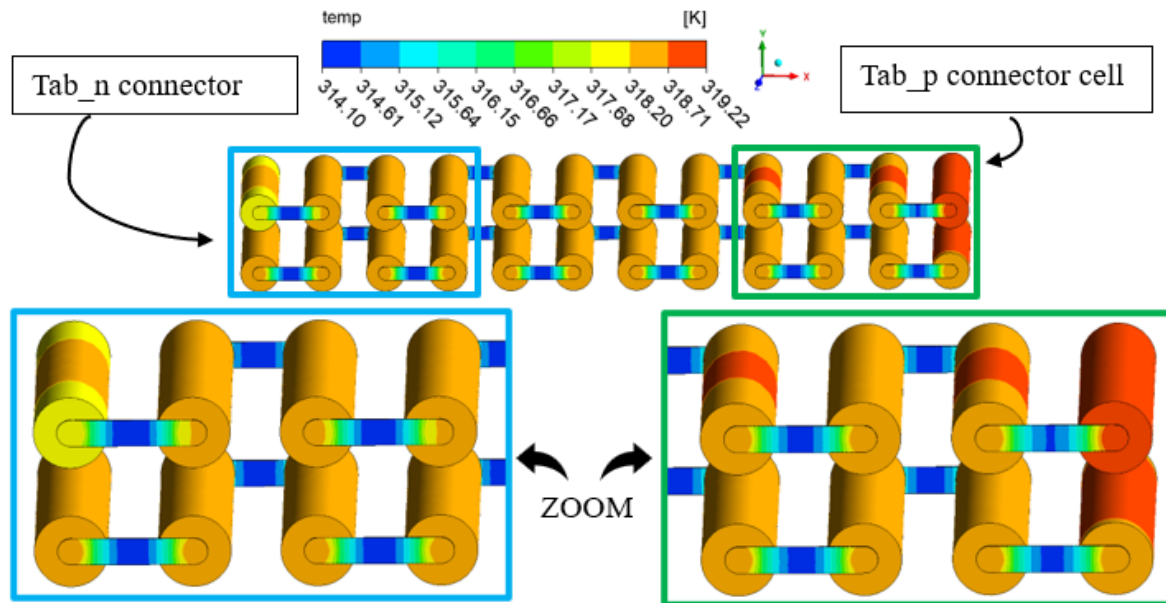 temp [K]
314.10 314.61 315.12 315.64 316.15 316.66 317.17 317.68 318.20 318.71 319.22
Y
X
Z
Tab_n connector
Tab_p connector cell
ZOOM